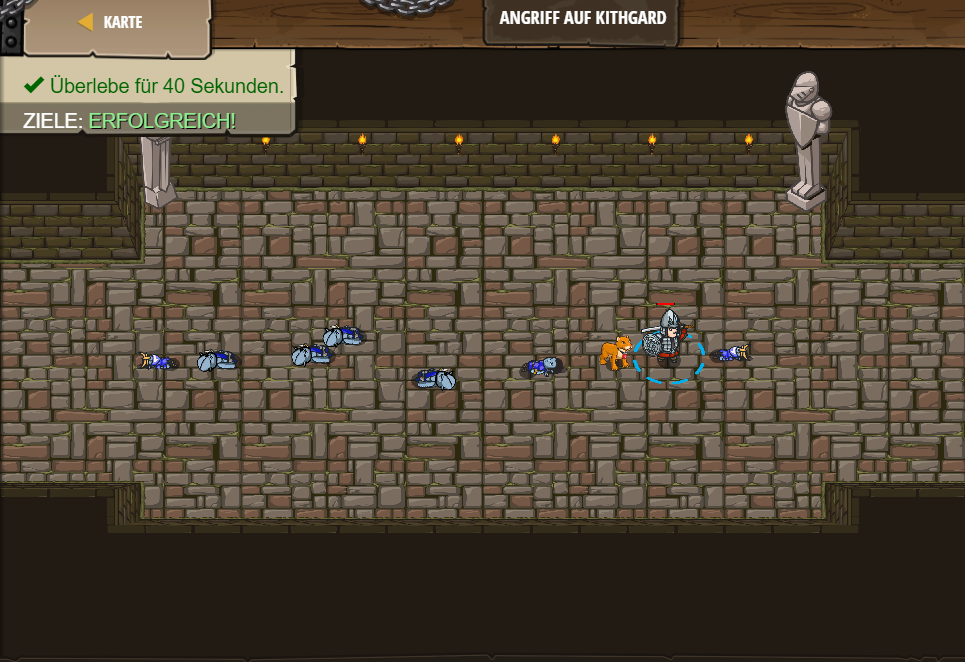 KARTE
ANGRIFF AUF KITHGARD
Überlebe für 40 Sekunden.
ZIELE: ERFOLGREICH!